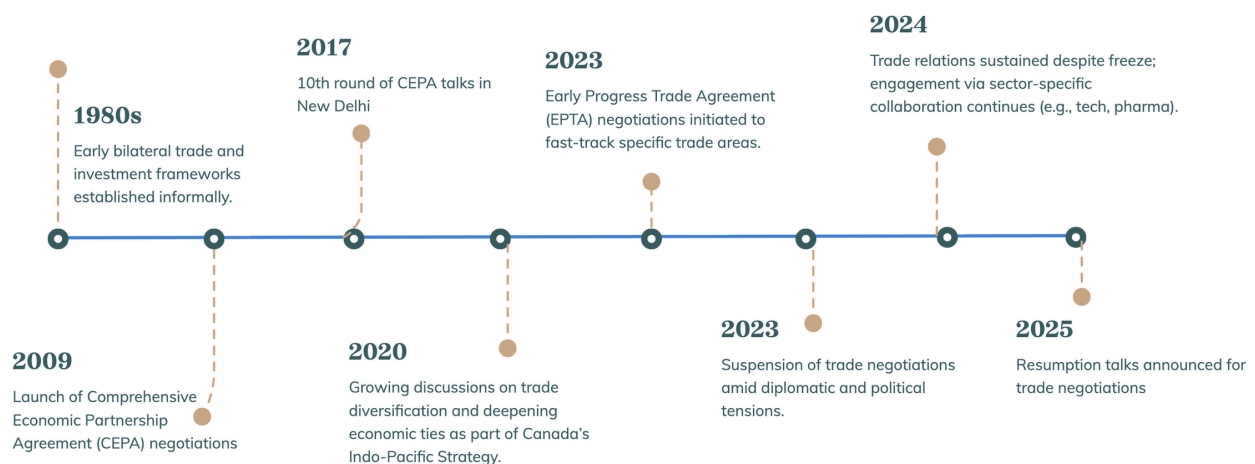 1980s
Early bilateral trade and
investment frameworks
established informally.
2009
Launch of Comprehensive
Economic Partnership
Agreement (CEPA) negotiations
2017
10th round of CEPA talks in
New Delhi
2020
Growing discussions on trade
diversification and deepening
economic ties as part of Canada’s
Indo-Pacific Strategy.
2023
Early Progress Trade Agreement
(EPTA) negotiations initiated to
fast-track specific trade areas.
2023
Suspension of trade negotiations
amid diplomatic and political
tensions.
2024
Trade relations sustained despite freeze;
engagement via sector-specific
collaboration continues (e.g., tech, pharma).
2025
Resumption talks announced for
trade negotiations